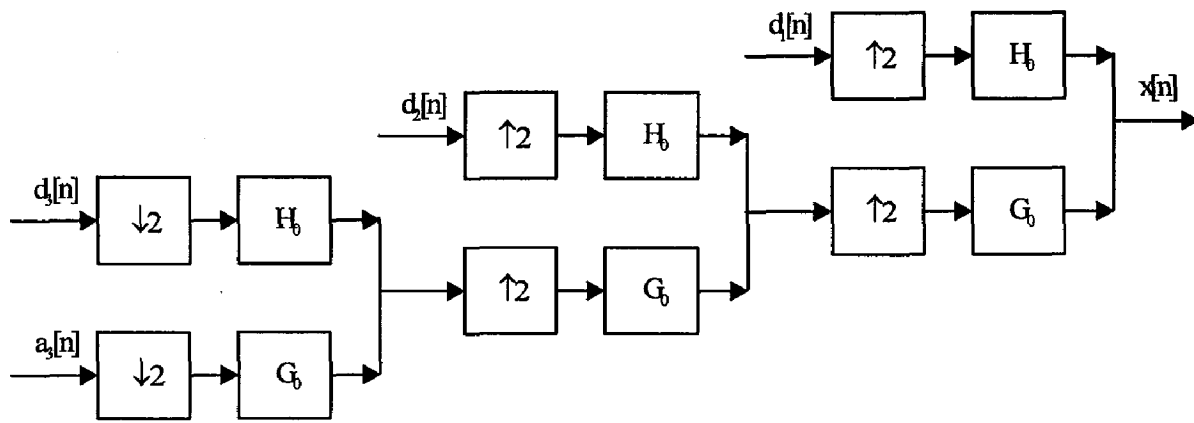 d₁[n]
↑2
H₀
x[n]
d₂[n]
↑2
H₀
↑2
G₀
d₃[n]
↓2
H₀
↑2
G₀
a₃[n]
↓2
G₀